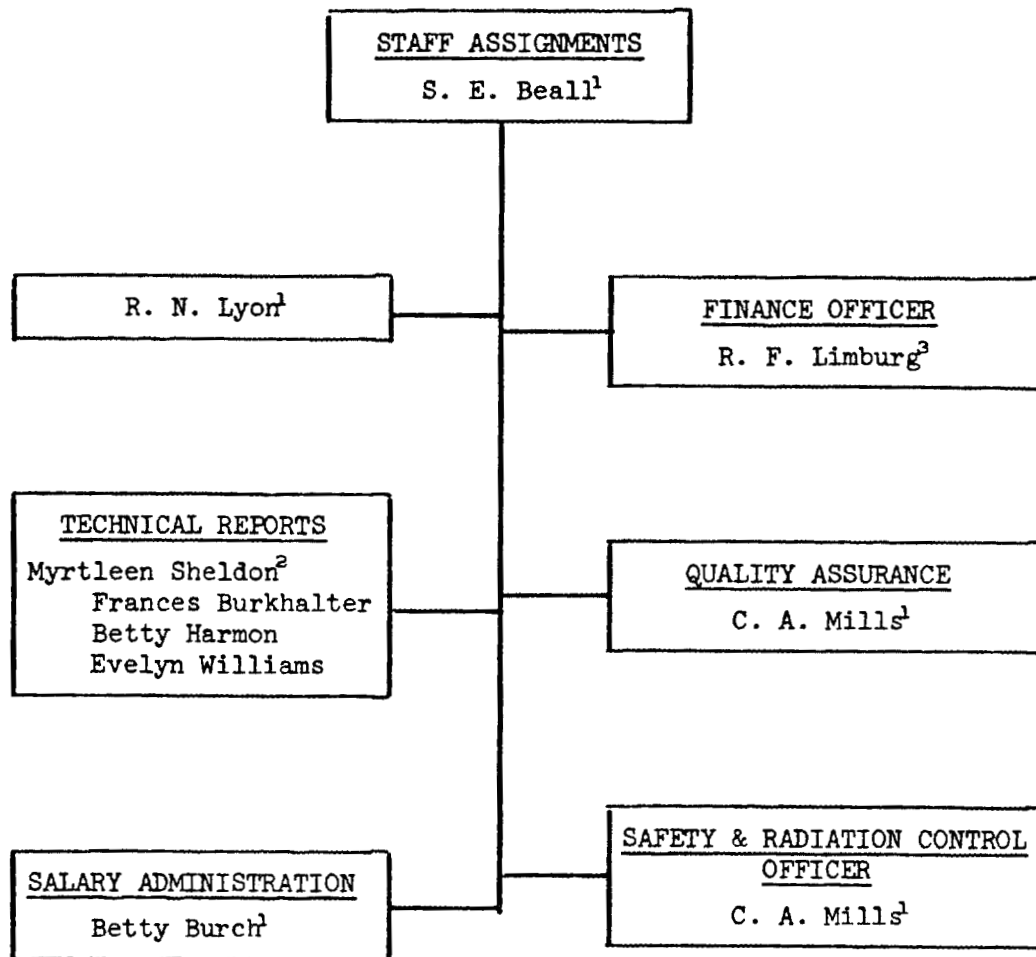 STAFF ASSIGNMENTS
S. E. Beall¹
R. N. Lyon¹
FINANCE OFFICER
R. F. Limburg³
TECHNICAL REPORTS
Myrtleen Sheldon²
Frances Burkhalter
Betty Harmon
Evelyn Williams
QUALITY ASSURANCE
C. A. Mills¹
SALARY ADMINISTRATION
Betty Burch¹
SAFETY & RADIATION CONTROL
OFFICER
C. A. Mills¹